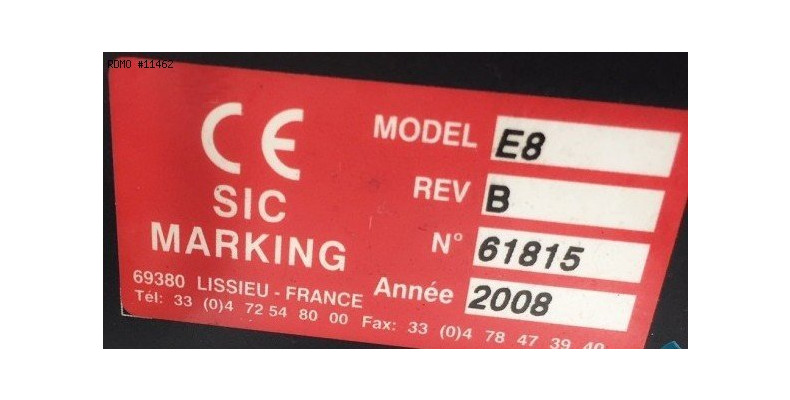 RDMO #11462
CE
SIC
MARKING
69380 LISSIEU - FRANCE
Tél: 33 (0)4 72 54 80 00 Fax: 33 (0)4 78 47 39 40
MODEL E8
REV B
N° 61815
Année 2008